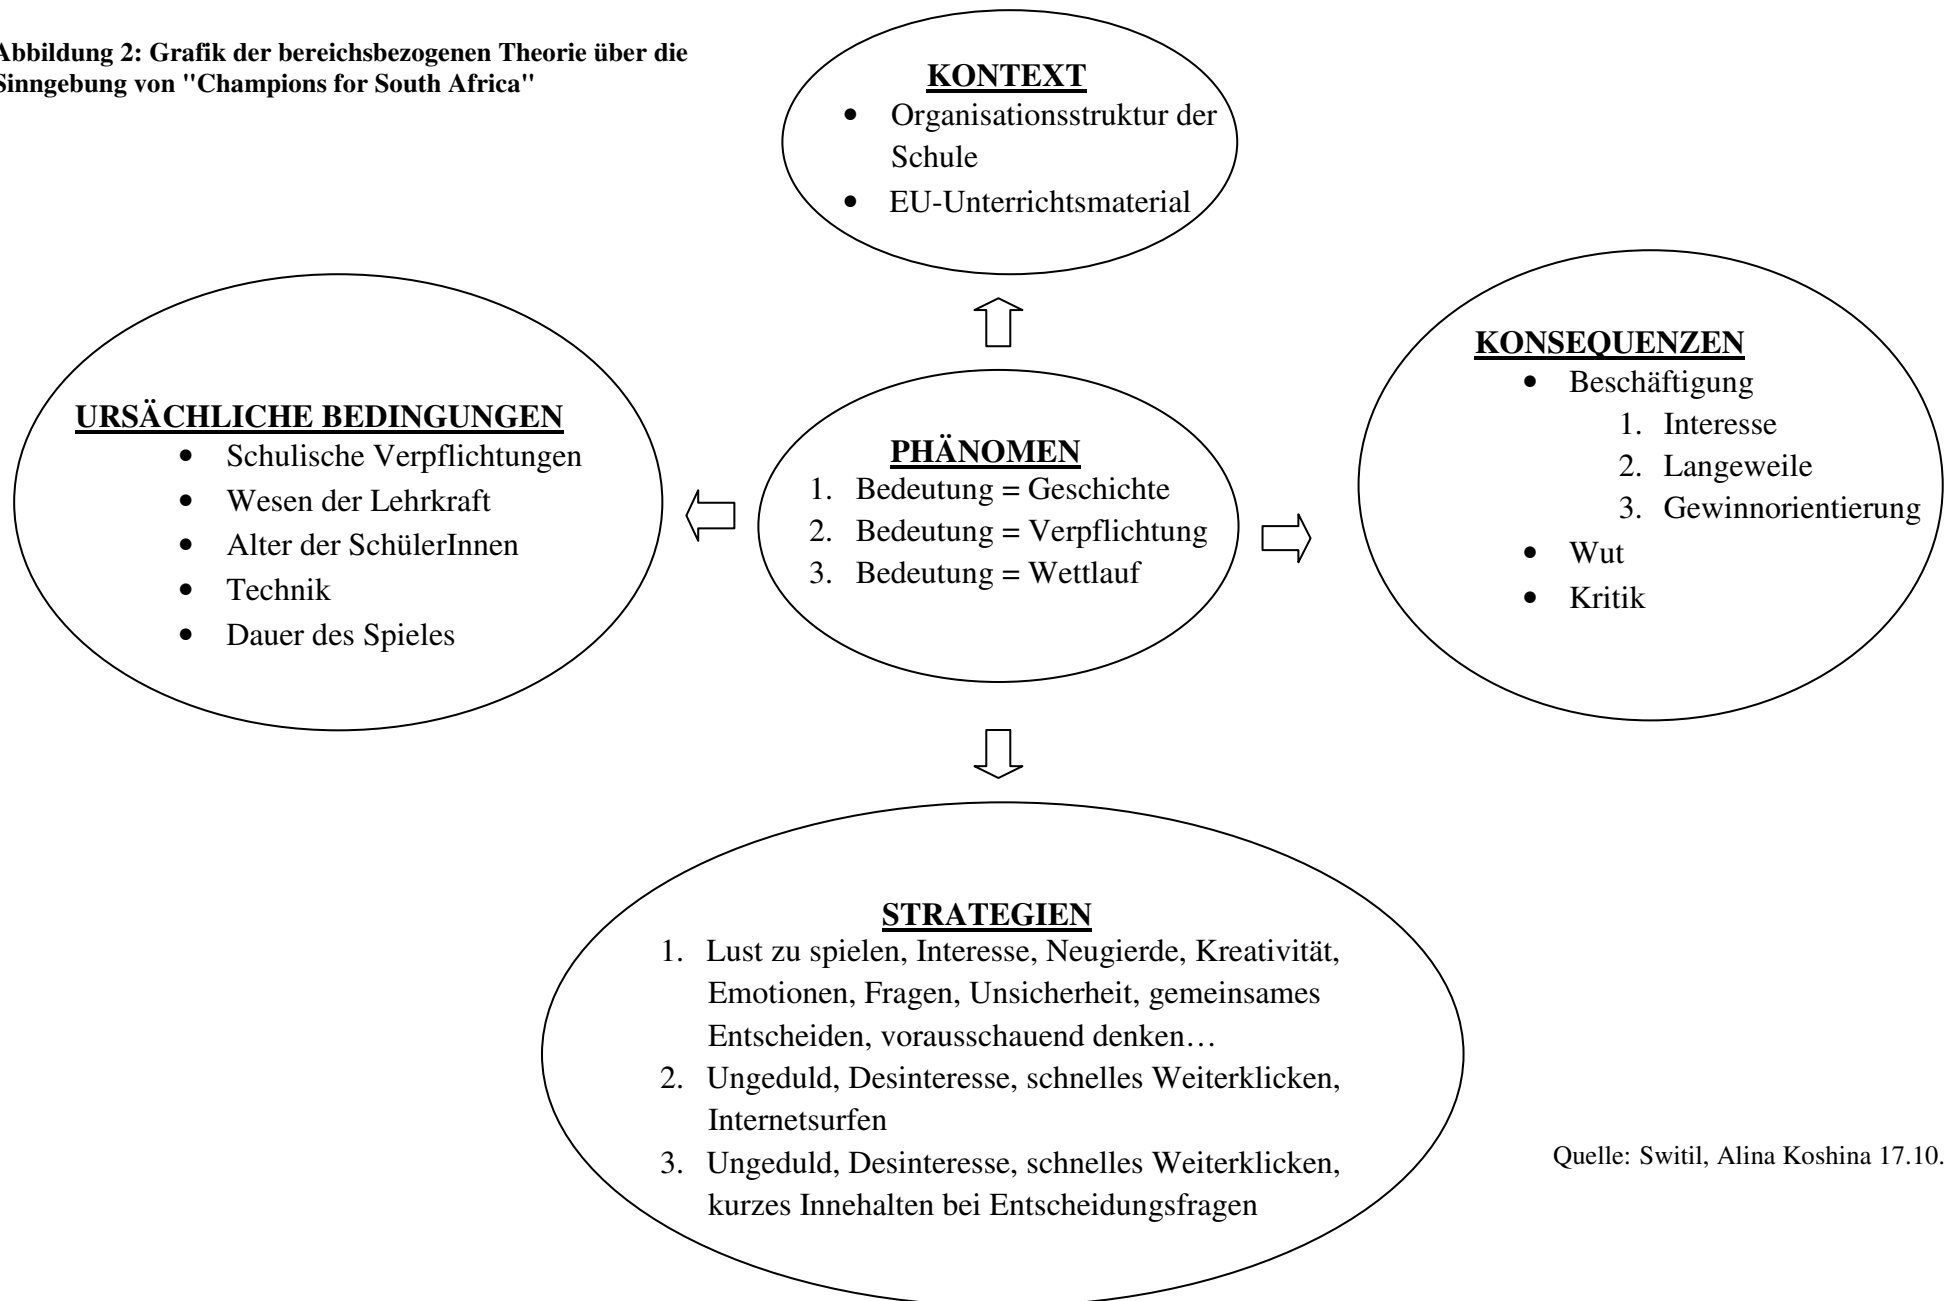 Abbildung 2: Grafik der bereichsbezogenen Theorie über die
Sinngebung von "Champions for South Africa"
KONTEXT
• Organisationsstruktur der
Schule
• EU-Unterrichtsmaterial
URSÄCHLICHE BEDINGUNGEN
• Schulische Verpflichtungen
• Wesen der Lehrkraft
• Alter der SchülerInnen
• Technik
• Dauer des Spieles
PHÄNOMEN
1. Bedeutung = Geschichte
2. Bedeutung = Verpflichtung
3. Bedeutung = Wettlauf
KONSEQUENZEN
• Beschäftigung
1. Interesse
2. Langeweile
3. Gewinnorientierung
• Wut
• Kritik
STRATEGIEN
1. Lust zu spielen, Interesse, Neugierde, Kreativität,
Emotionen, Fragen, Unsicherheit, gemeinsames
Entscheiden, vorausschauend denken…
2. Ungeduld, Desinteresse, schnelles Weiterklicken,
Internetsurfen
3. Ungeduld, Desinteresse, schnelles Weiterklicken,
kurzes Innehalten bei Entscheidungsfragen
Quelle: Switil, Alina Koshina 17.10.